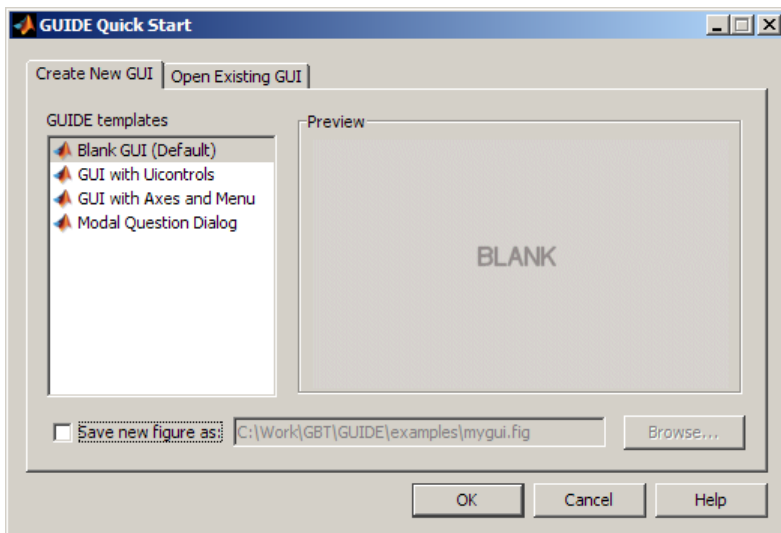 GUIDE Quick Start
Create New GUI
Open Existing GUI
GUIDE templates
Preview
Blank GUI (Default)
GUI with Uicontrols
GUI with Axes and Menu
Modal Question Dialog
BLANK
Save new figure as:
C:\Work\GBT\GUIDE\examples\mygui.fig
Browse...
OK
Cancel
Help